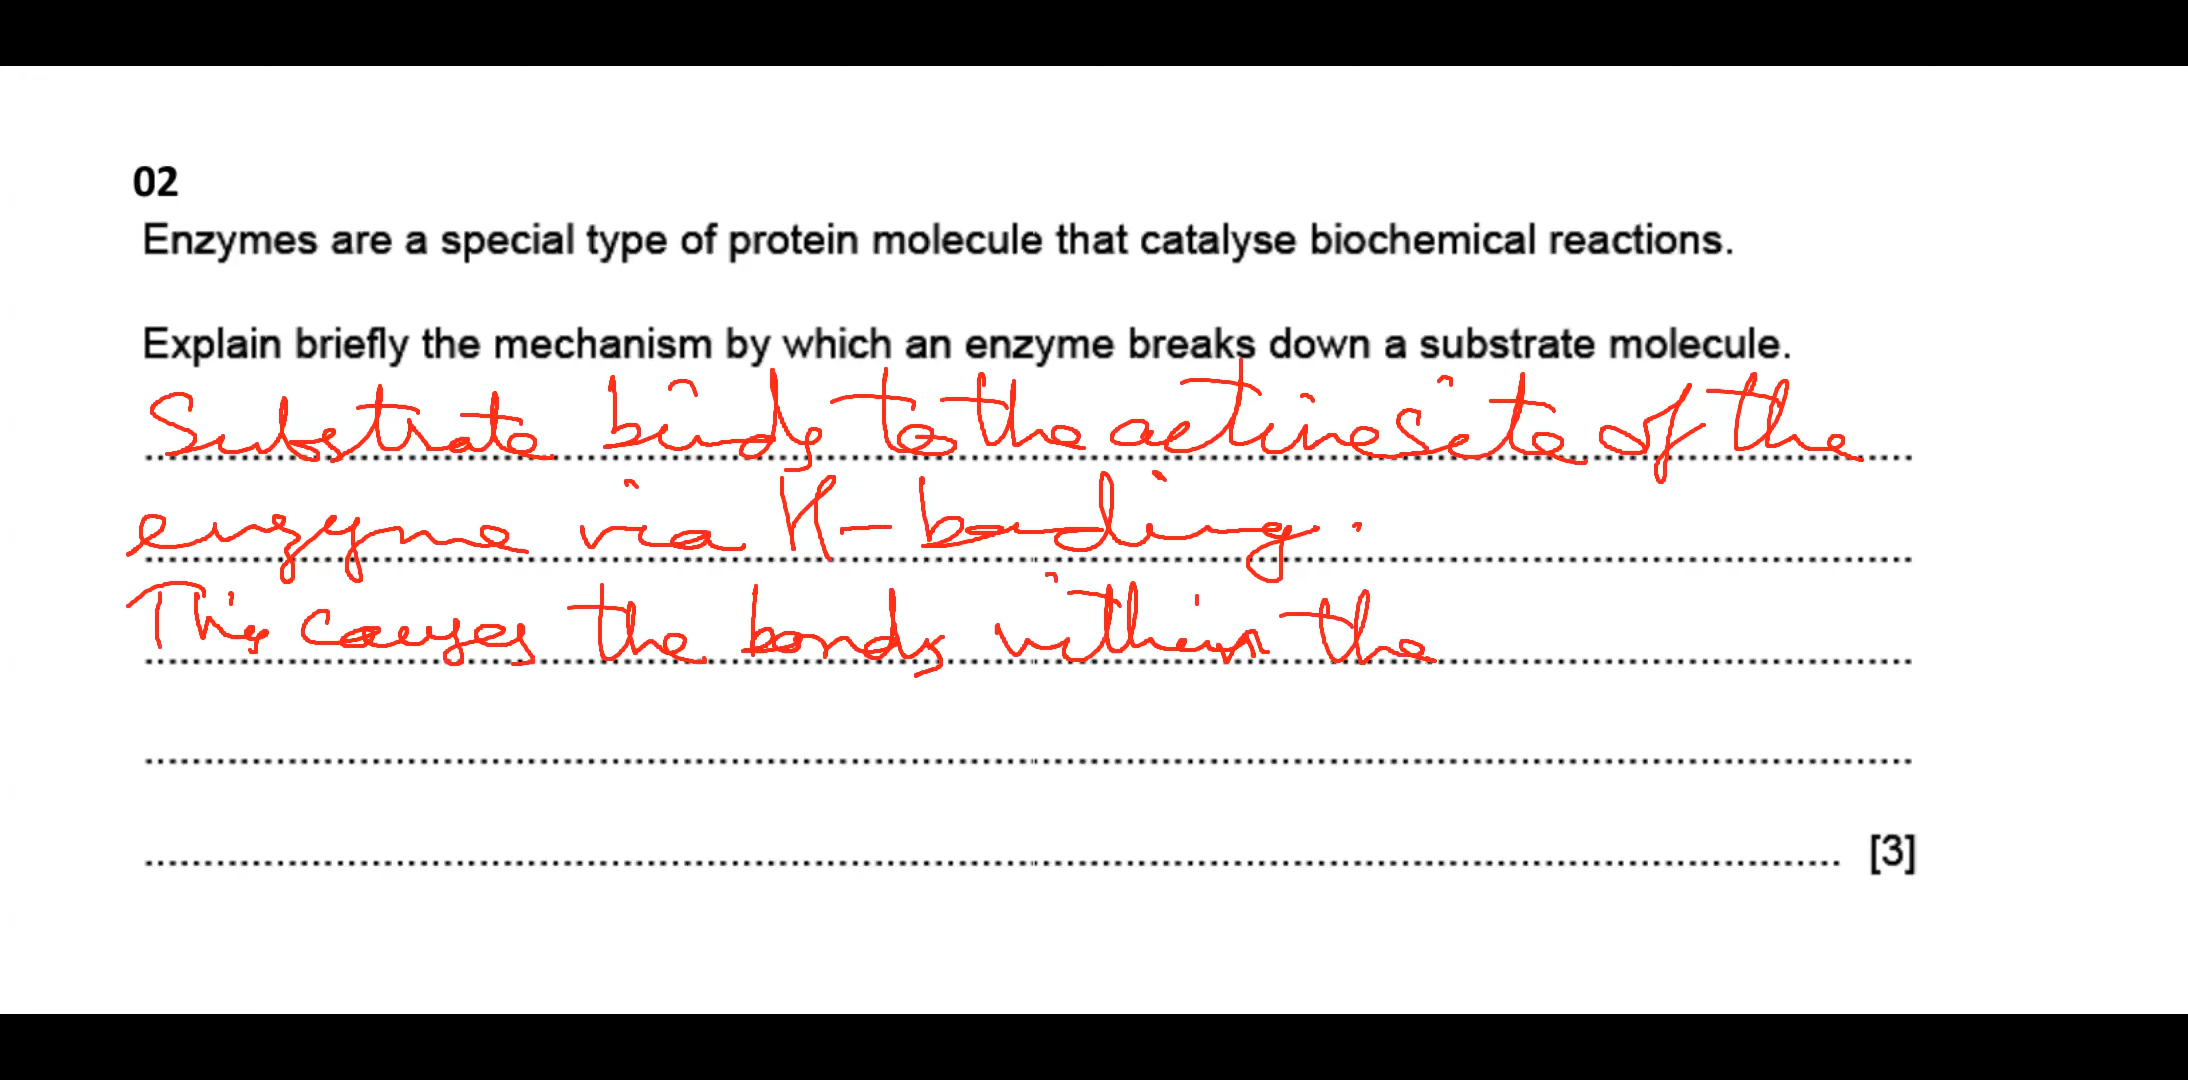 02
Enzymes are a special type of protein molecule that catalyse biochemical reactions.
Explain briefly the mechanism by which an enzyme breaks down a substrate molecule.
Substrate binds to the active site of the
enzyme via H-bonding.
This causes the bonds within the
[3]